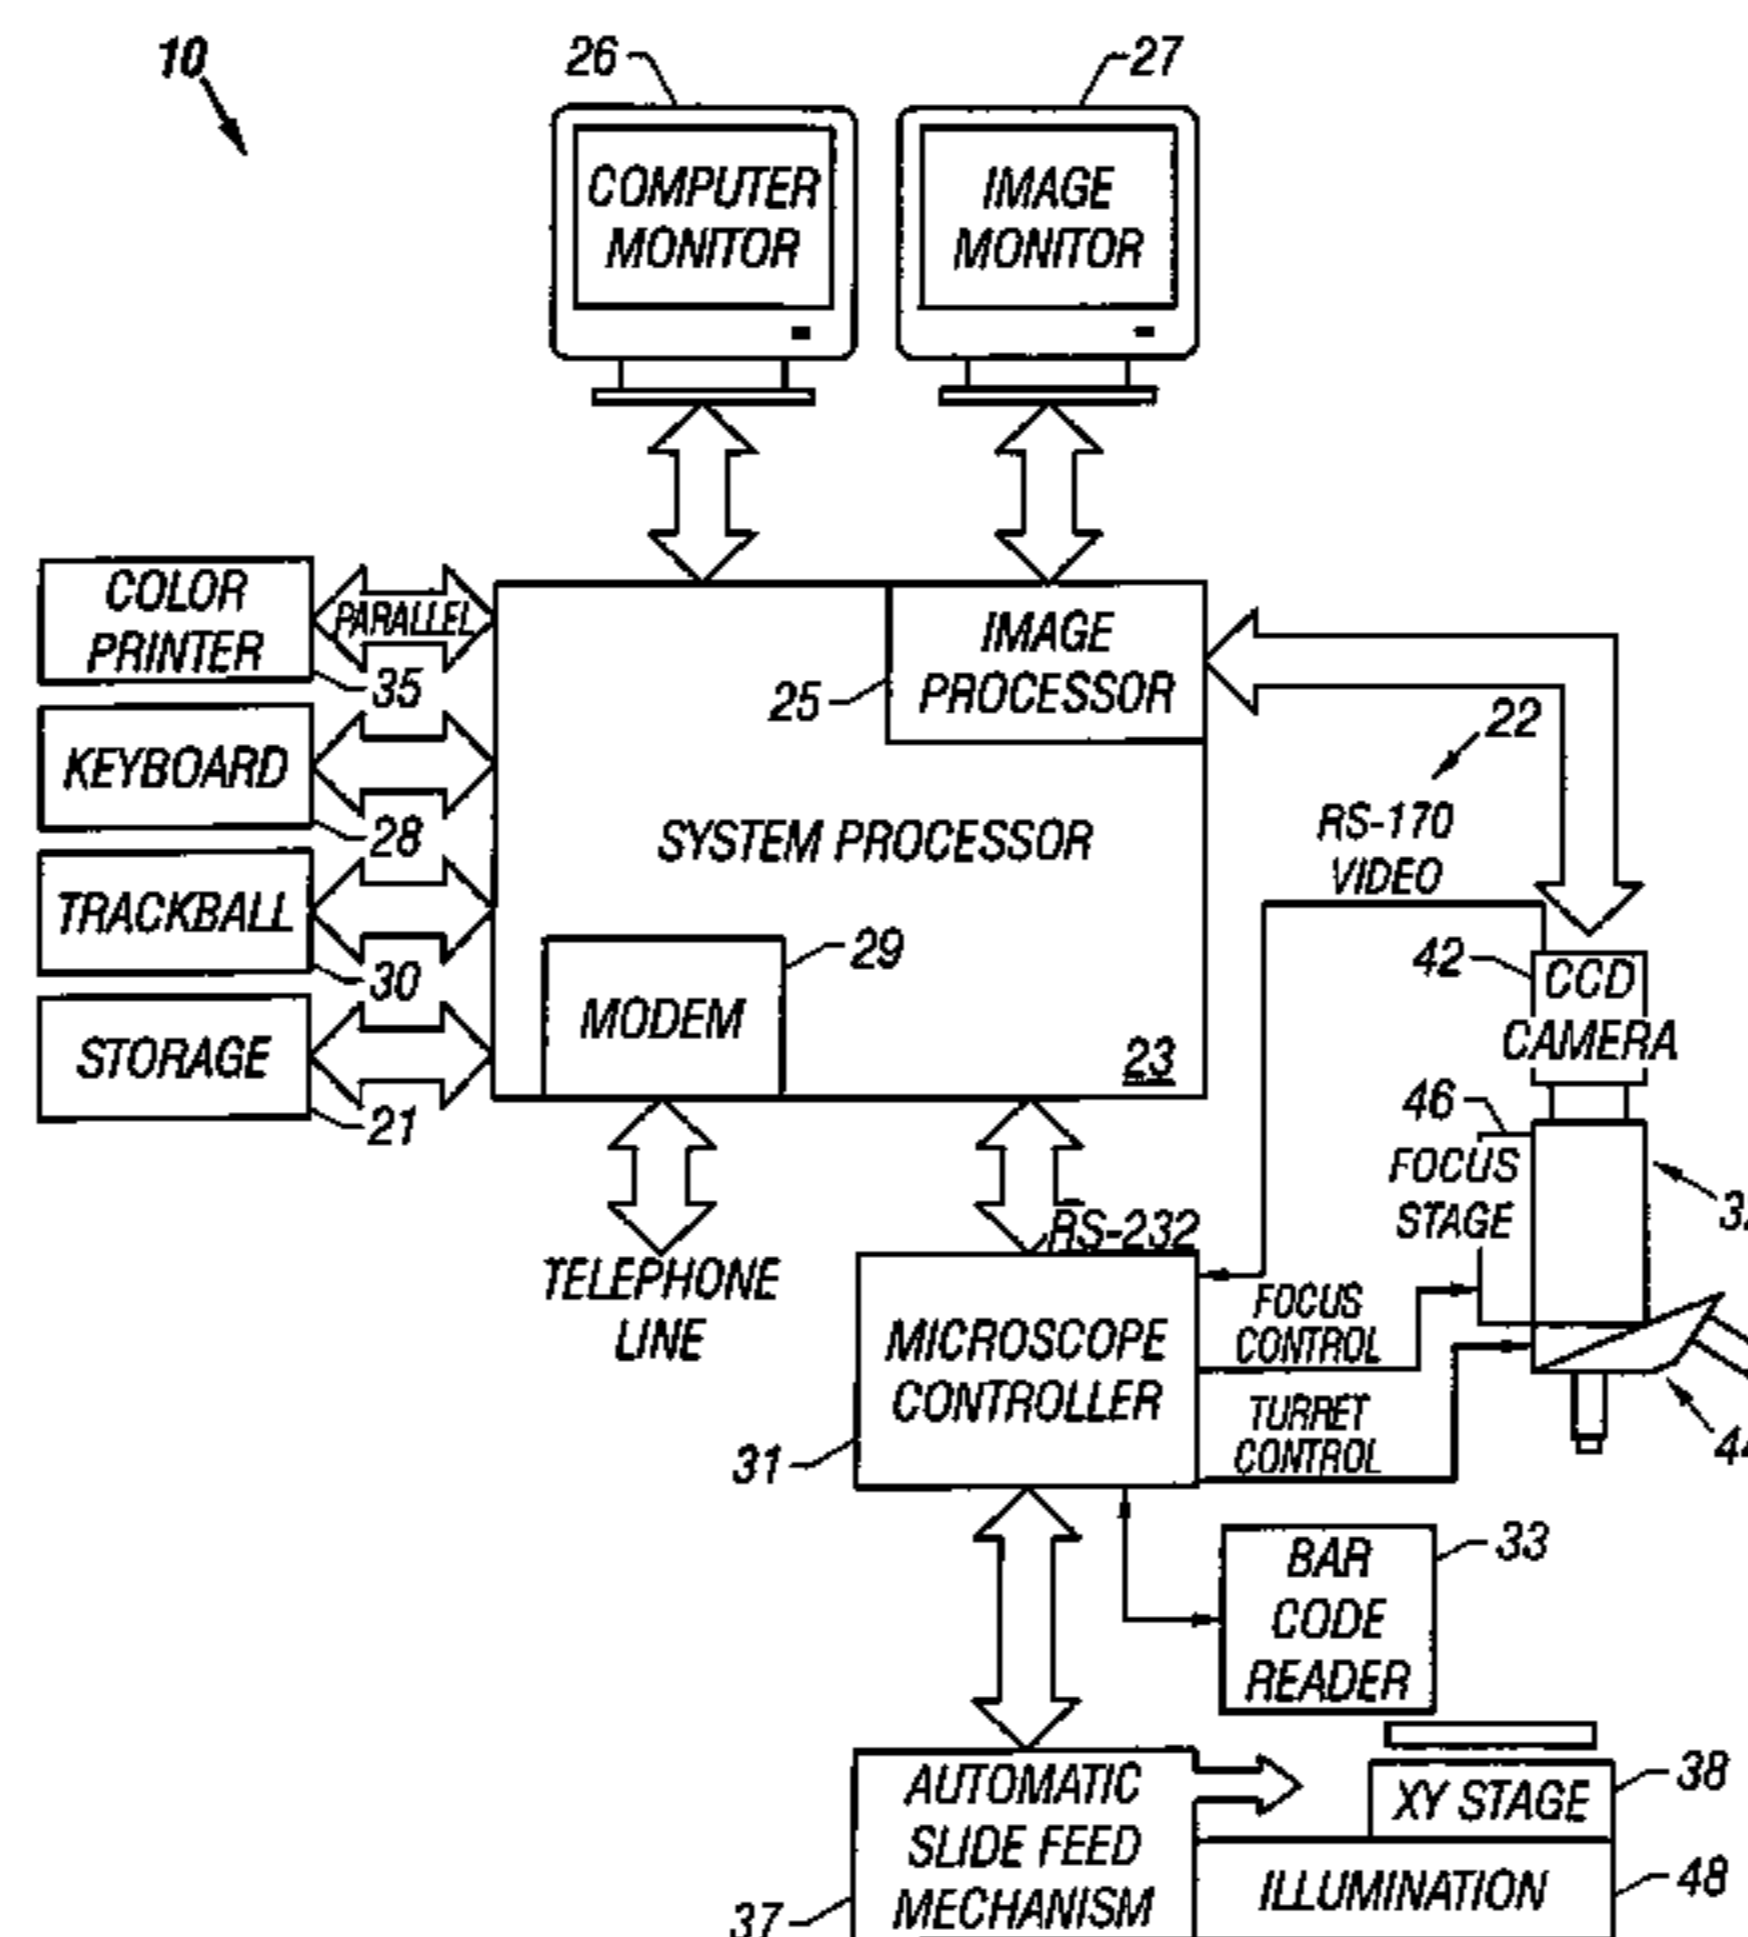 10
26
27
COMPUTER
MONITOR
IMAGE
MONITOR
COLOR
PRINTER
PARALLEL
35
KEYBOARD
28
TRACKBALL
30
STORAGE
21
IMAGE
PROCESSOR
25
SYSTEM PROCESSOR
MODEM
29
23
22
RS-170
VIDEO
42
CCD
CAMERA
46
FOCUS
STAGE
TELEPHONE
LINE
RS-232
MICROSCOPE
CONTROLLER
31
FOCUS
CONTROL
TURRET
CONTROL
BAR
CODE
READER
33
AUTOMATIC
SLIDE FEED
MECHANISM
37
XY STAGE
38
ILLUMINATION
48